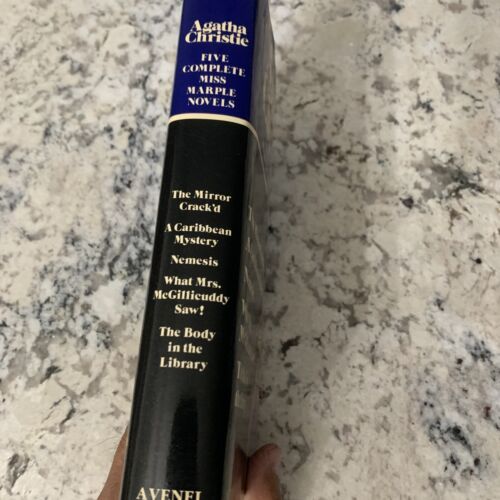 Agatha
Christie
FIVE
COMPLETE
MISS
MARPLE
NOVELS
The Mirror
Crack'd
A Caribbean
Mystery
Nemesis
What Mrs.
McGillicuddy
Saw!
The Body
in the
Library
AVENEL